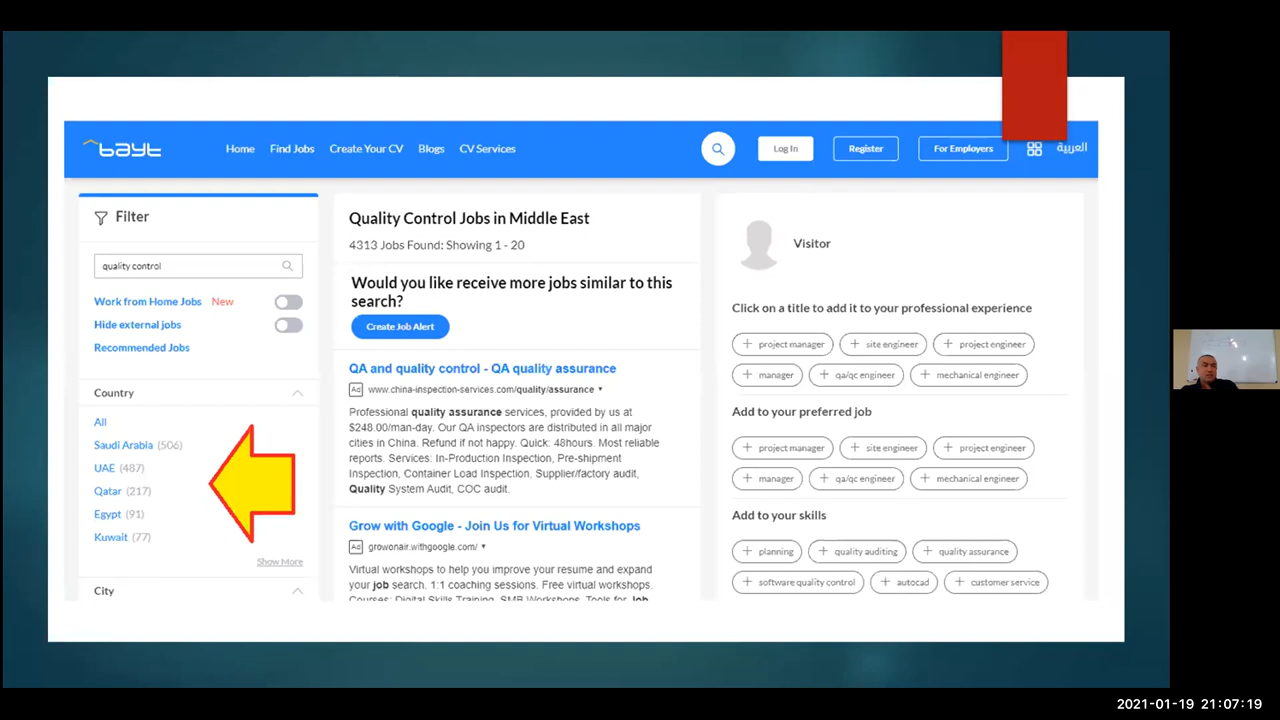 bayt
Home Find Jobs Create Your CV Blogs CV Services
Log In Register For Employers العربية
Filter
quality control
Work from Home Jobs New
Hide external jobs
Recommended Jobs
Country
All
Saudi Arabia (506)
UAE (487)
Qatar (217)
Egypt (91)
Kuwait (77)
Show More
City
Quality Control Jobs in Middle East
4313 Jobs Found: Showing 1 - 20
Would you like receive more jobs similar to this
search?
Create Job Alert
QA and quality control - QA quality assurance
Ad www.china-inspection-services.com/quality/assurance
Professional quality assurance services, provided by us at
$248.00/man-day. Our QA inspectors are distributed in all major
cities in China. Refund if not happy. Quick: 48hours. Most reliable
reports. Services: In-Production Inspection, Pre-shipment
Inspection, Container Load Inspection, Supplier/factory audit,
Quality System Audit, COC audit.
Grow with Google - Join Us for Virtual Workshops
Ad growonair.withgoogle.com/
Virtual workshops to help you improve your resume and expand
your job search. 1:1 coaching sessions. Free virtual workshops.
Courses: Digital Skills Training, SMB Workshops, Tools for Job
Visitor
Click on a title to add it to your professional experience
+ project manager + site engineer + project engineer
+ manager + qa/qc engineer + mechanical engineer
Add to your preferred job
+ project manager + site engineer + project engineer
+ manager + qa/qc engineer + mechanical engineer
Add to your skills
+ planning + quality auditing + quality assurance
+ software quality control + autocad + customer service
2021-01-19 21:07:19